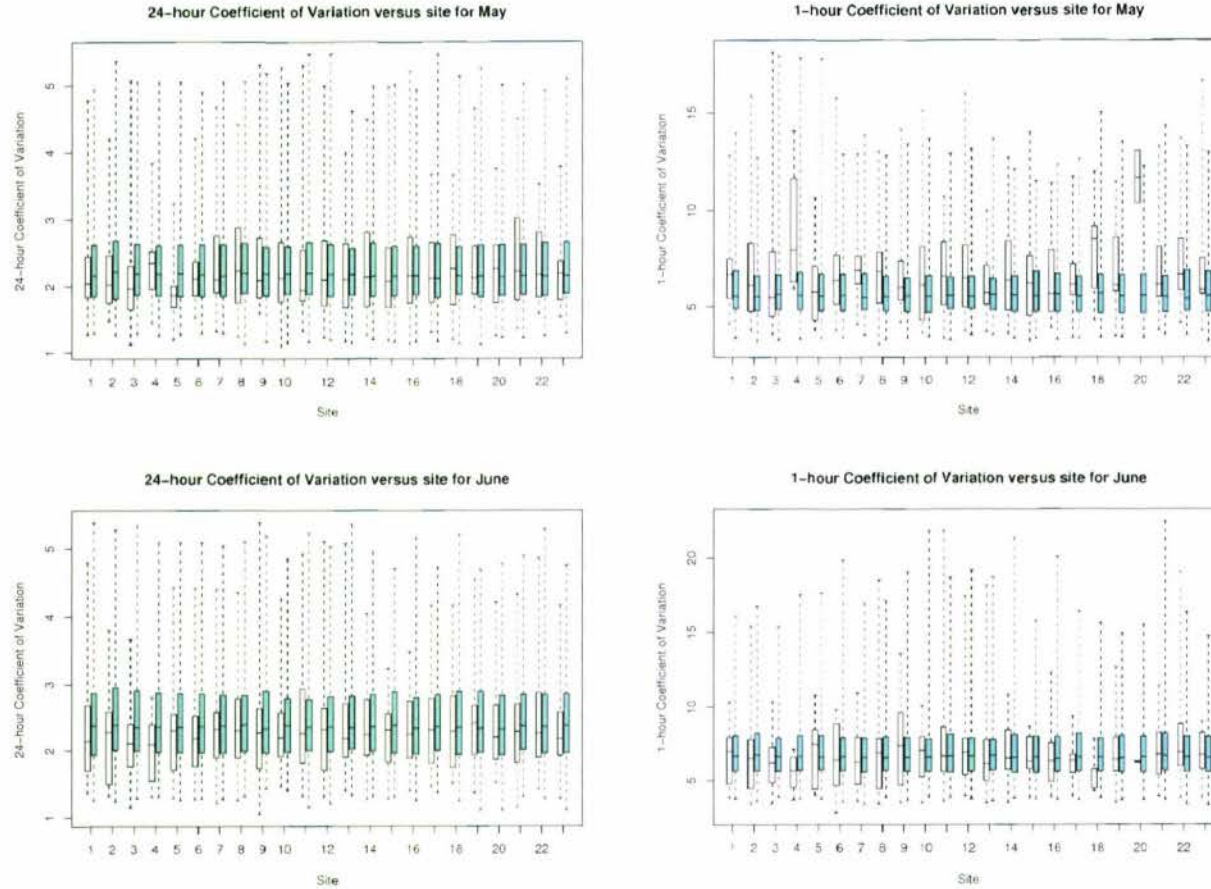 24-hour Coefficient of Variation versus site for May
24-hour Coefficient of Variation
5
4
3
2
1
1 2 3 4 5 6 7 8 9 10 12 14 16 18 20 22
Site
1-hour Coefficient of Variation versus site for May
1-hour Coefficient of Variation
15
10
5
1 2 3 4 5 6 7 8 9 10 12 14 16 18 20 22
Site
24-hour Coefficient of Variation versus site for June
24-hour Coefficient of Variation
5
4
3
2
1
1 2 3 4 5 6 7 8 9 10 12 14 16 18 20 22
Site
1-hour Coefficient of Variation versus site for June
1-hour Coefficient of Variation
20
15
10
5
1 2 3 4 5 6 7 8 9 10 12 14 16 18 20 22
Site